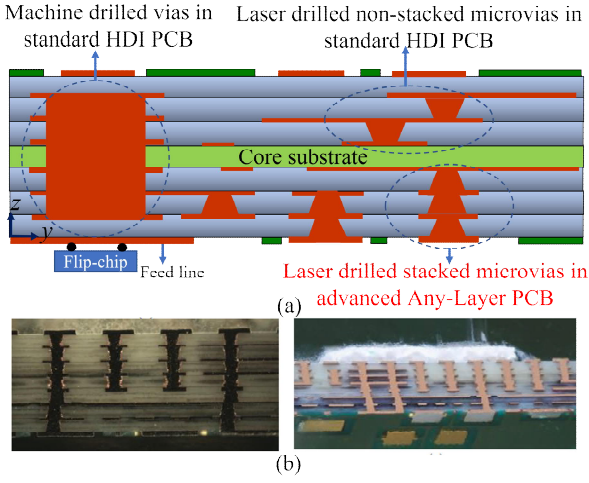 Machine drilled vias in
standard HDI PCB
Laser drilled non-stacked microvias in
standard HDI PCB
Core substrate
z
y
Flip-chip
Feed line
Laser drilled stacked microvias in
advanced Any-Layer PCB
(a)
(b)